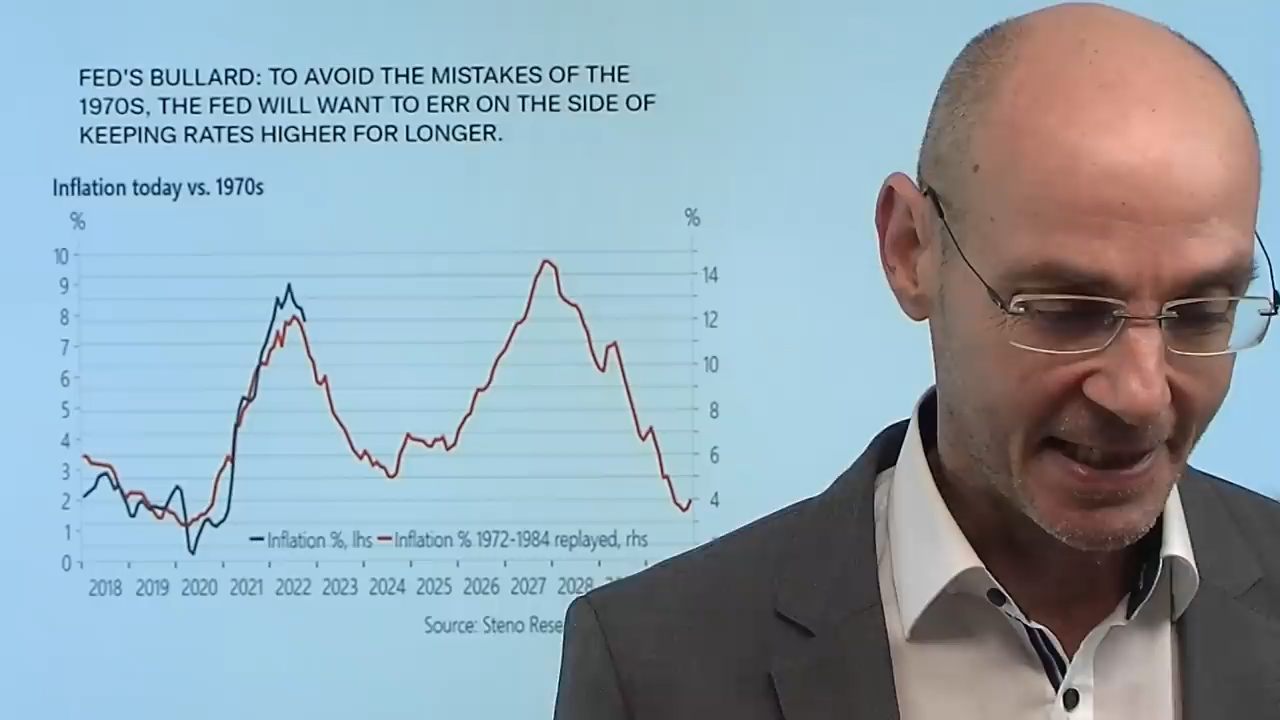 FED'S BULLARD: TO AVOID THE MISTAKES OF THE
1970S, THE FED WILL WANT TO ERR ON THE SIDE OF
KEEPING RATES HIGHER FOR LONGER.
Inflation today vs. 1970s
% %
10
9
8
7
6
5
4
3
2
1
0
14
12
10
8
6
4
Inflation %, lhs Inflation % 1972-1984 replayed, rhs
2018 2019 2020 2021 2022 2023 2024 2025 2026 2027 2028
Source: Steno